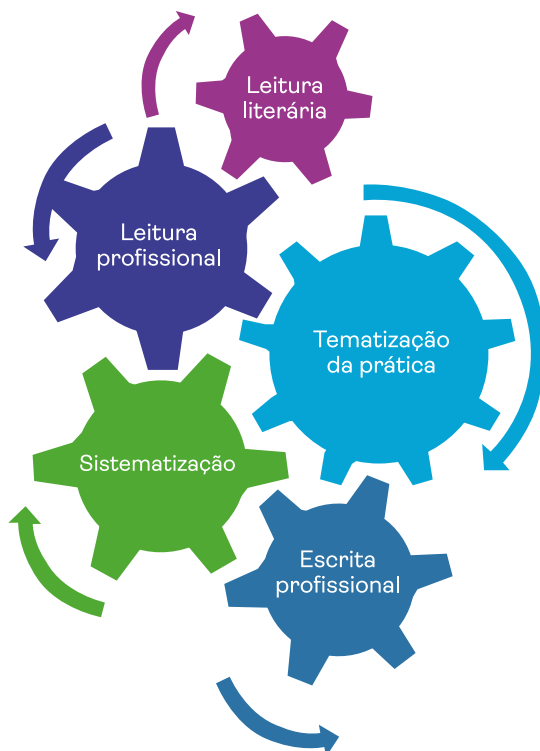 Leitura
literária
Leitura
profissional
Tematização
da prática
Sistematização
Escrita
profissional